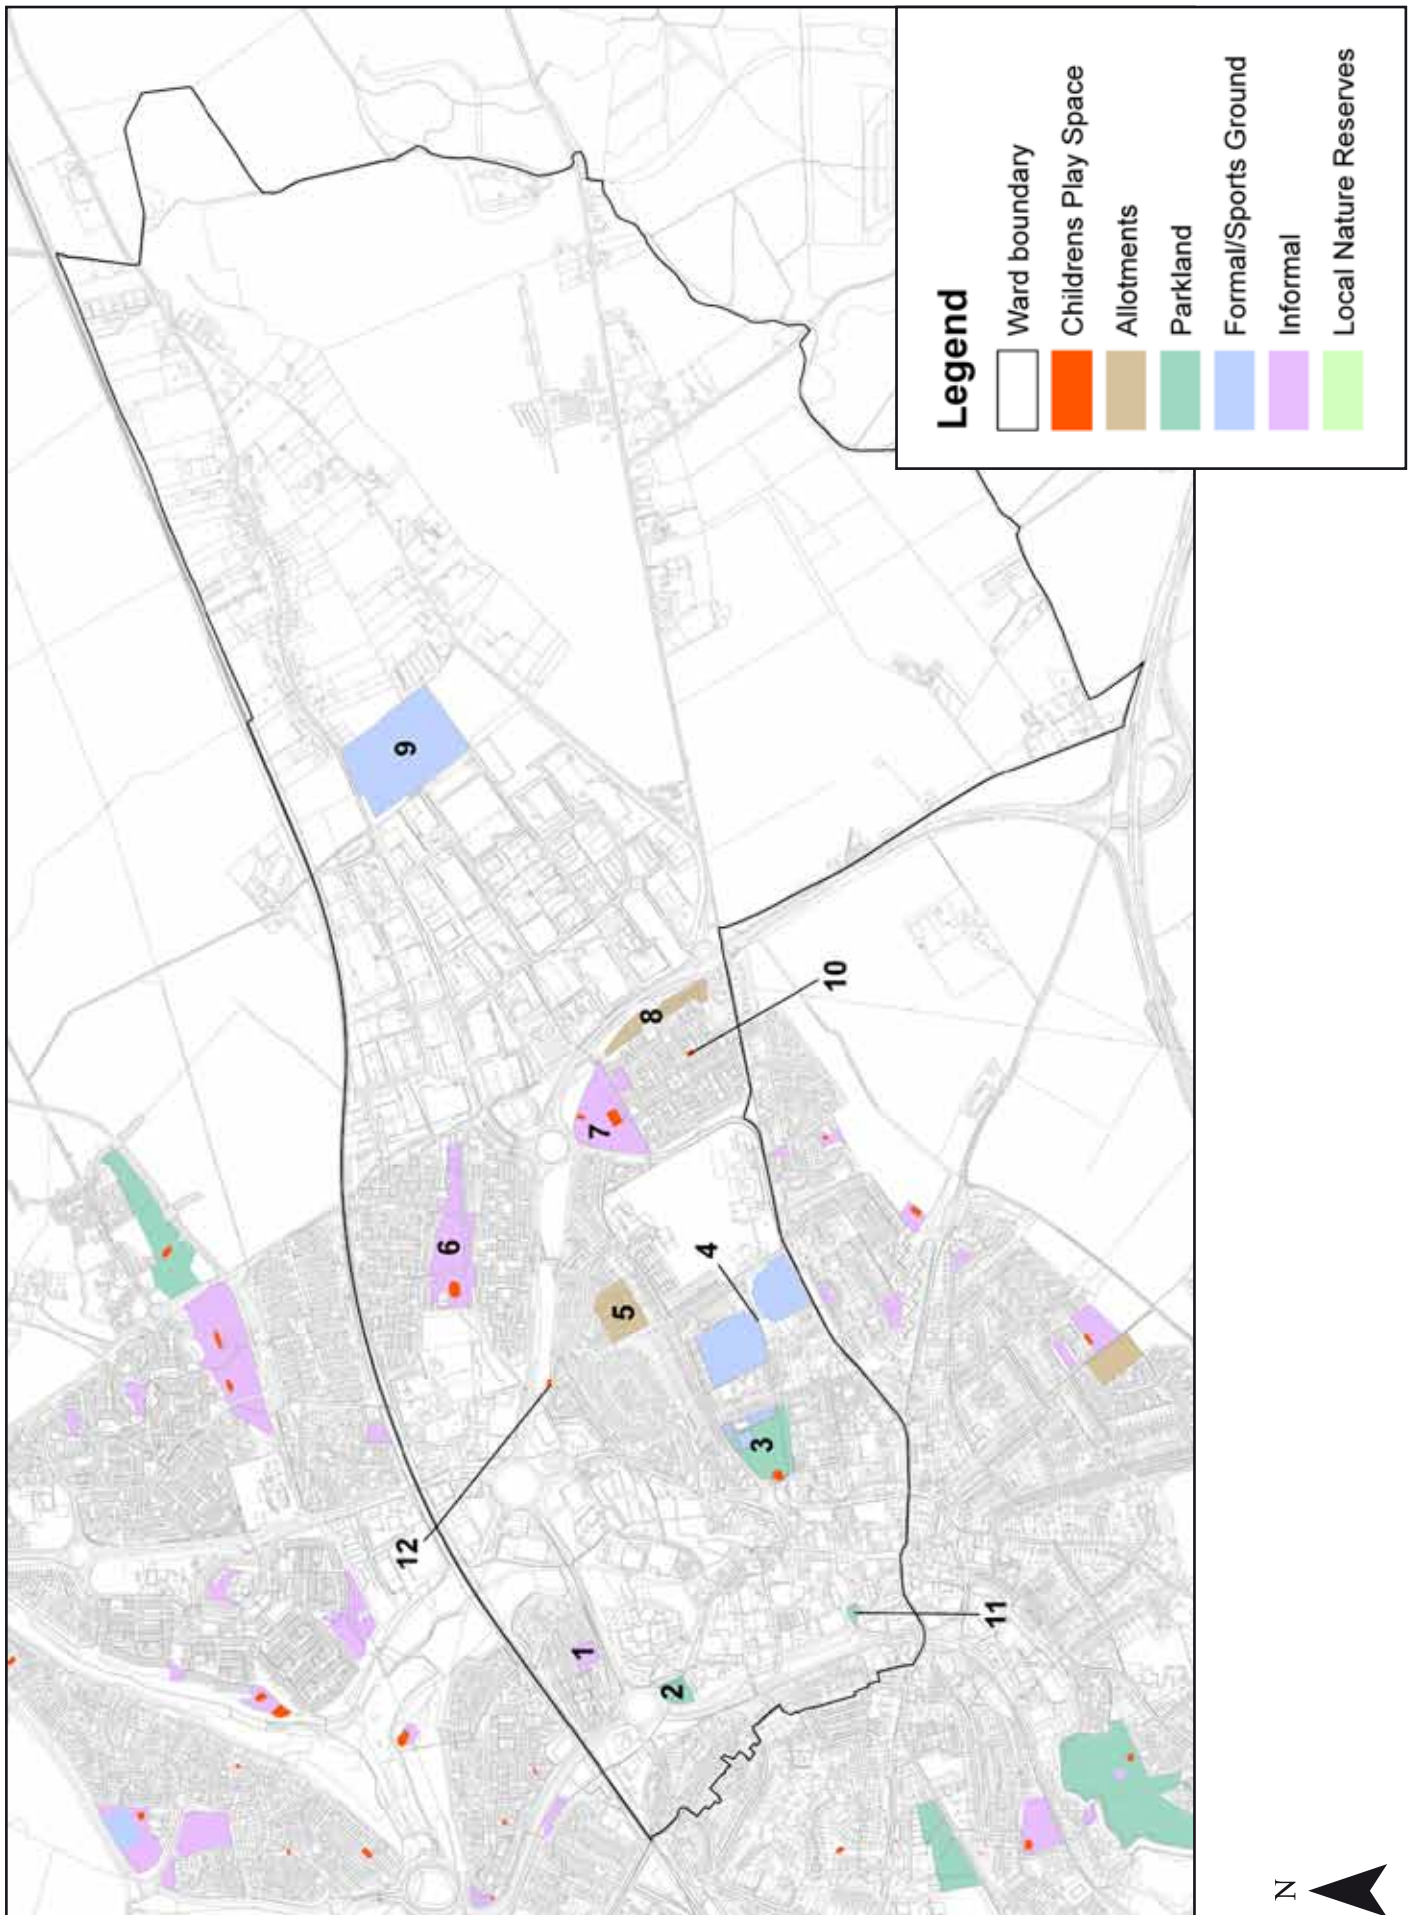 Legend
Ward boundary
Childrens Play Space
Allotments
Parkland
Formal/Sports Ground
Informal
Local Nature Reserves
1
2
3
4
5
6
7
8
9
10
11
12
N